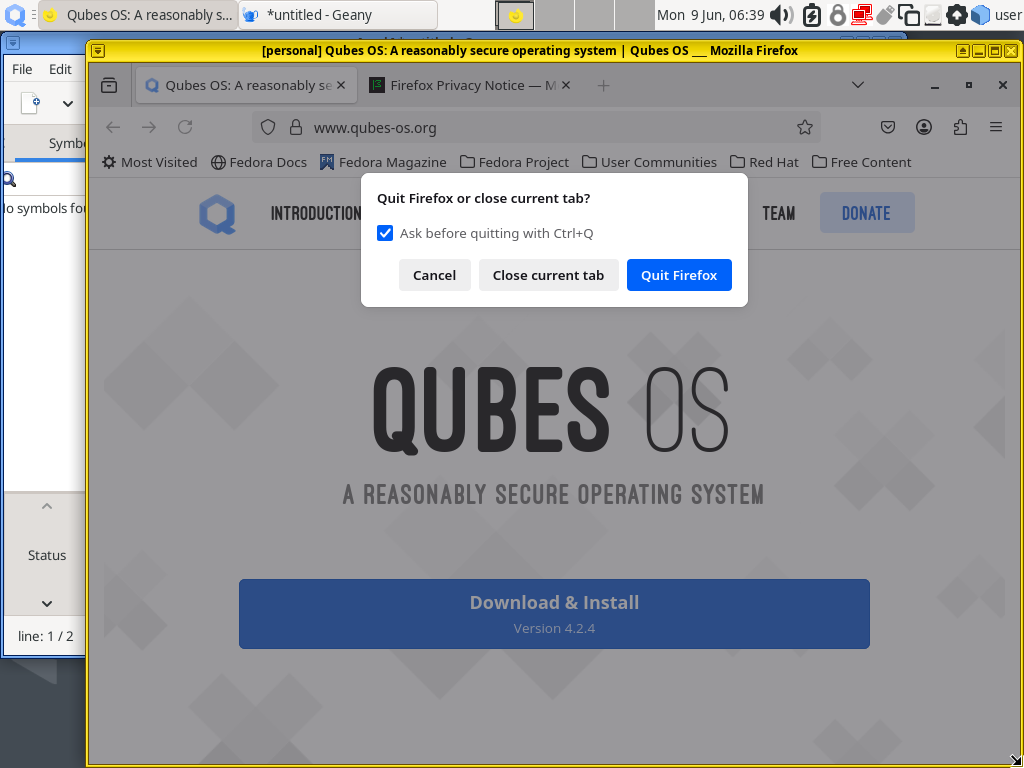 Qubes OS: A reasonably s...
*untitled - Geany
Mon 9 Jun, 06:39
user
[personal] Qubes OS: A reasonably secure operating system | Qubes OS __ Mozilla Firefox
File Edit
Qubes OS: A reasonably se
Firefox Privacy Notice — M
www.qubes-os.org
Symb
Most Visited
Fedora Docs
Fedora Magazine
Fedora Project
User Communities
Red Hat
Free Content
No symbols fo
Quit Firefox or close current tab?
Ask before quitting with Ctrl+Q
Cancel
Close current tab
Quit Firefox
INTRODUCTION
TEAM
DONATE
QUBES OS
A REASONABLY SECURE OPERATING SYSTEM
Status
Download & Install
Version 4.2.4
line: 1 / 2